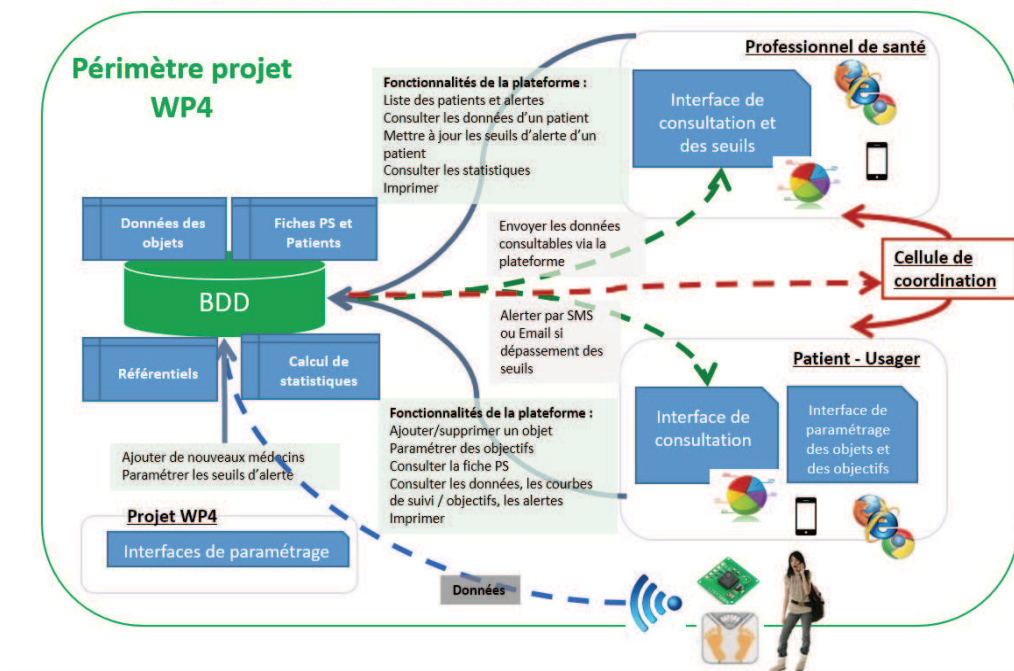 Périmètre projet
WP4
Fonctionnalités de la plateforme :
Liste des patients et alertes
Consulter les données d'un patient
Mettre à jour les seuils d'alerte d'un
patient
Consulter les statistiques
Imprimer
Professionnel de santé
Interface de
consultation et
des seuils
Données des
objets
Fiches PS et
Patients
BDD
Référentiels
Calcul de
statistiques
Envoyer les données
consultables via la
plateforme
Cellule de
coordination
Alerter par SMS
ou Email si
dépassement des
seuils
Patient - Usager
Interface de
consultation
Interface de
paramétrage
des objets et
des objectifs
Fonctionnalités de la plateforme :
Ajouter/supprimer un objet
Paramétrer des objectifs
Consulter la fiche PS
Consulter les données, les courbes
de suivi / objectifs, les alertes
Imprimer
Ajouter de nouveaux médecins
Paramétrer les seuils d'alerte
Projet WP4
Interfaces de paramétrage
Données